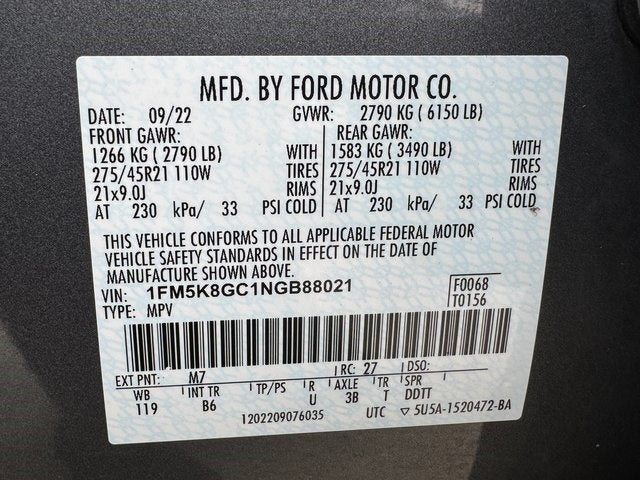 MFD. BY FORD MOTOR CO.
DATE: 09/22 GVWR: 2790 KG ( 6150 LB)
FRONT GAWR: REAR GAWR:
1266 KG ( 2790 LB) WITH 1583 KG ( 3490 LB) WITH
275/45R21 110W TIRES 275/45R21 110W TIRES
21x9.0J RIMS 21x9.0J RIMS
AT 230 kPa/ 33 PSI COLD AT 230 kPa/ 33 PSI COLD
THIS VEHICLE CONFORMS TO ALL APPLICABLE FEDERAL MOTOR
VEHICLE SAFETY STANDARDS IN EFFECT ON THE DATE OF
MANUFACTURE SHOWN ABOVE.
VIN: 1FM5K8GC1NGB88021 F0068
TYPE: MPV T0156
EXT PNT: M7 RC: 27 DSO:
WB INT TR TP/PS R AXLE TR SPR
119 B6 U 3B T DDTT
1202209076035 UTC ▽ 5U5A-1520472-BA